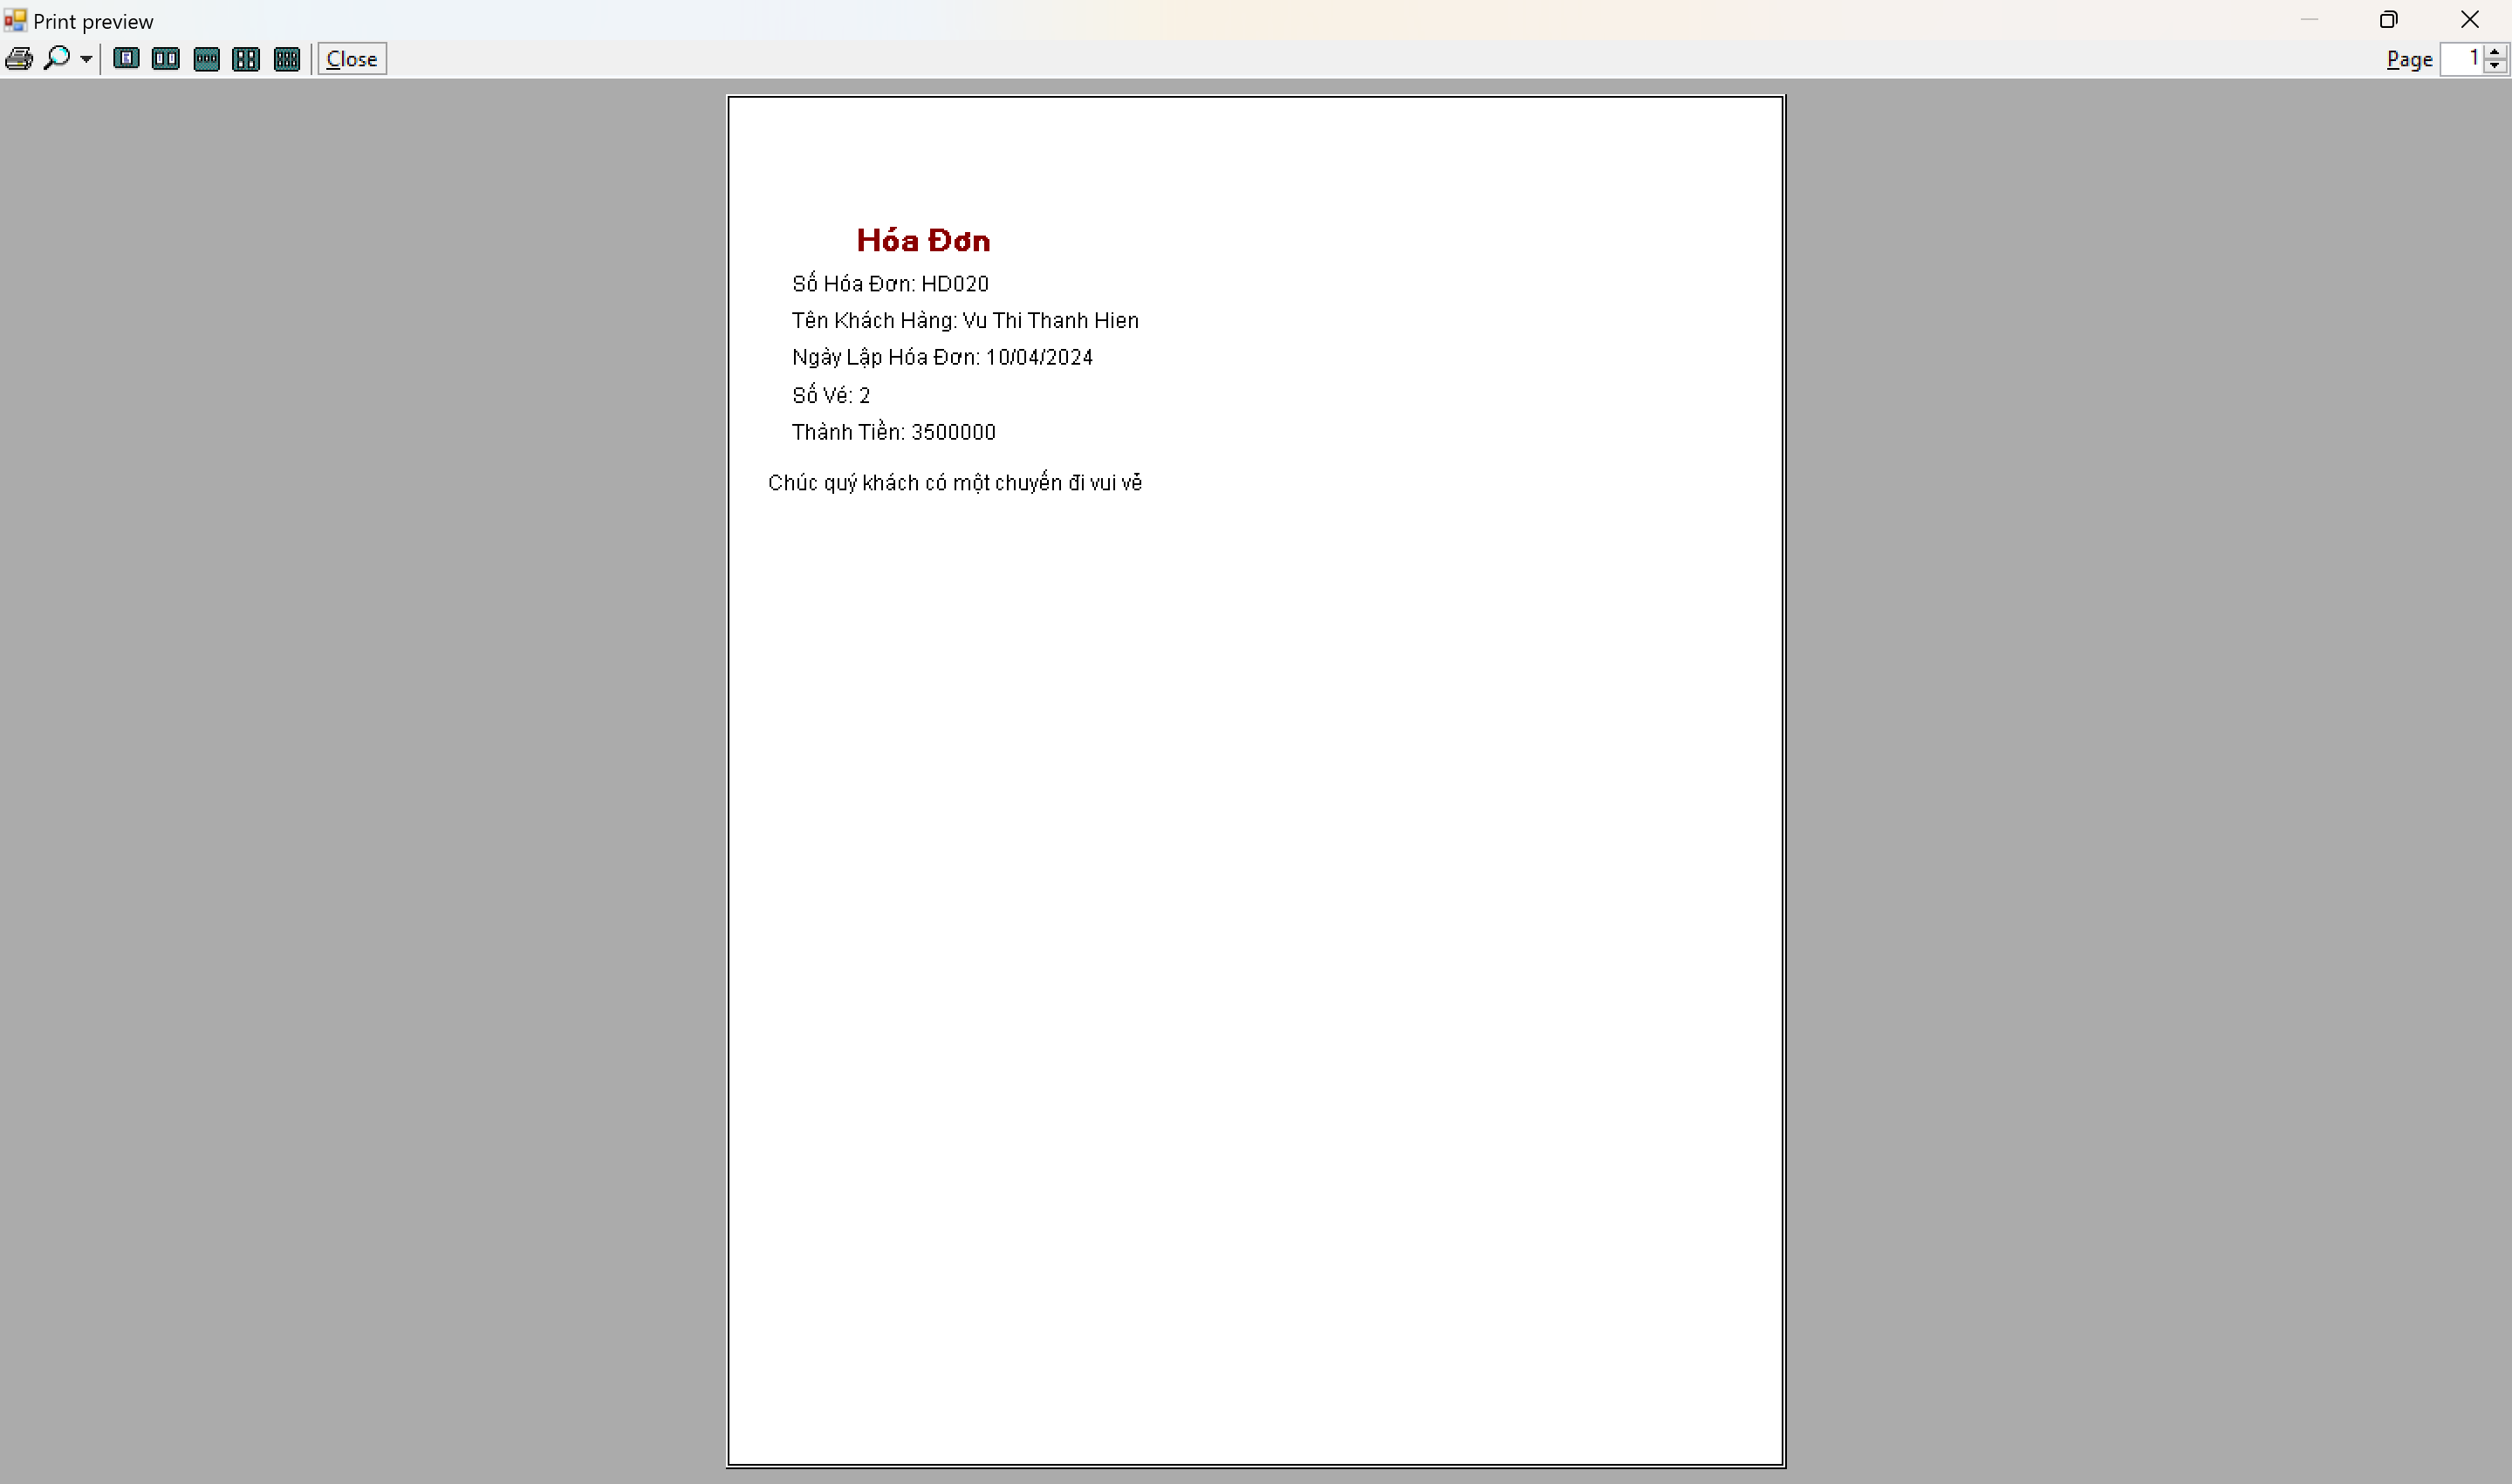 Print preview
Close
Page 1
Hóa Đơn
Số Hóa Đơn: HD020
Tên Khách Hàng: Vu Thi Thanh Hien
Ngày Lập Hóa Đơn: 10/04/2024
Số Vé: 2
Thành Tiền: 3500000
Chúc quý khách có một chuyến đi vui vẻ